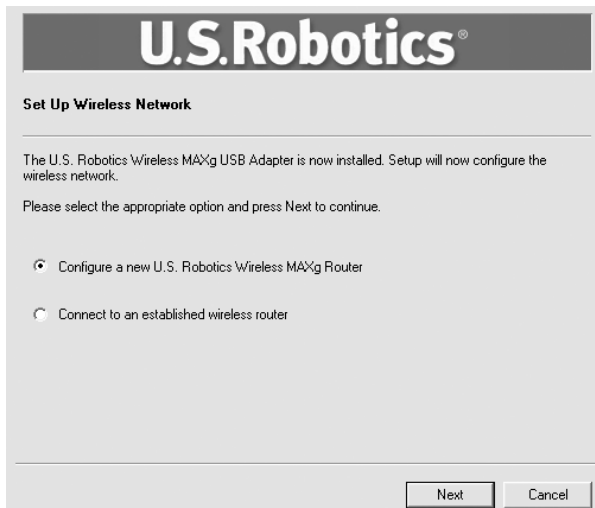 U.S.Robotics®
Set Up Wireless Network
The U.S. Robotics Wireless MAXg USB Adapter is now installed. Setup will now configure the
wireless network.
Please select the appropriate option and press Next to continue.
Configure a new U.S. Robotics Wireless MAXg Router
Connect to an established wireless router
Next
Cancel